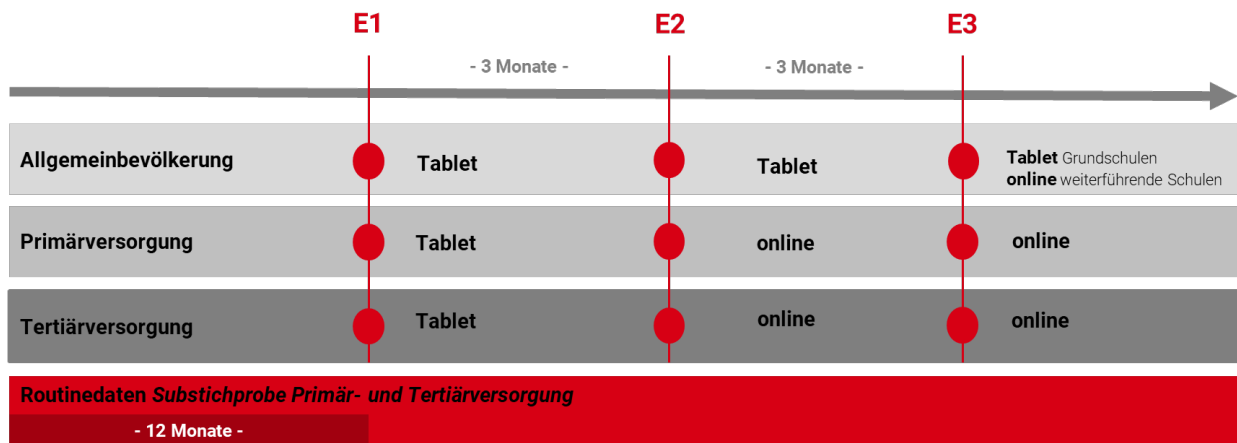 E1 E2 E3
- 3 Monate - - 3 Monate -
Allgemeinbevölkerung Tablet Tablet Tablet Grundschulen
online weiterführende Schulen
Primärversorgung Tablet online online
Tertiärversorgung Tablet online online
Routinedaten Substichprobe Primär- und Tertiärversorgung
- 12 Monate -